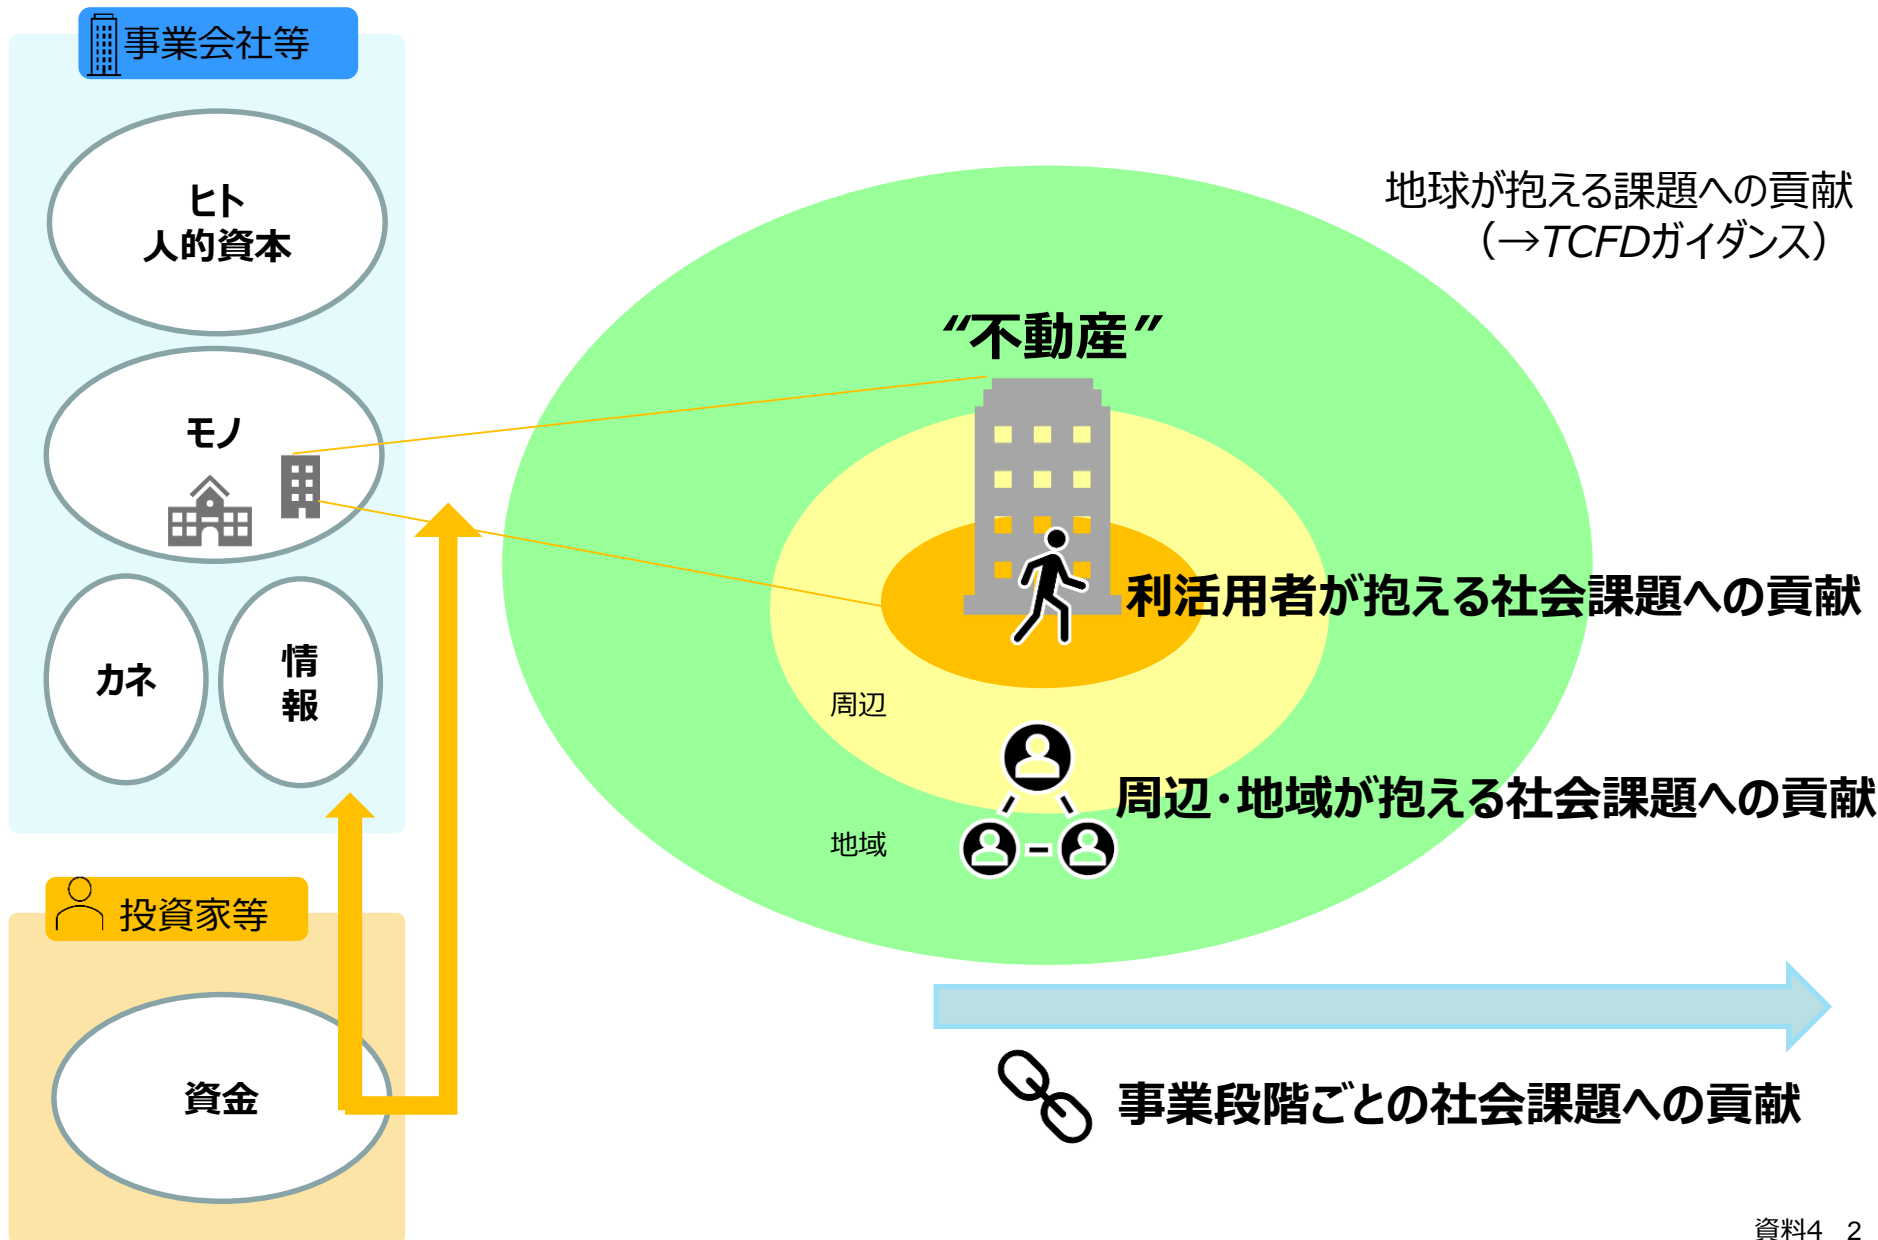 事業会社等
ヒト
人的資本
モノ
カネ
情
報
投資家等
資金
地球が抱える課題への貢献
（→TCFDガイダンス）
“不動産”
利活用者が抱える社会課題への貢献
周辺
周辺・地域が抱える社会課題への貢献
地域
事業段階ごとの社会課題への貢献
資料4 2